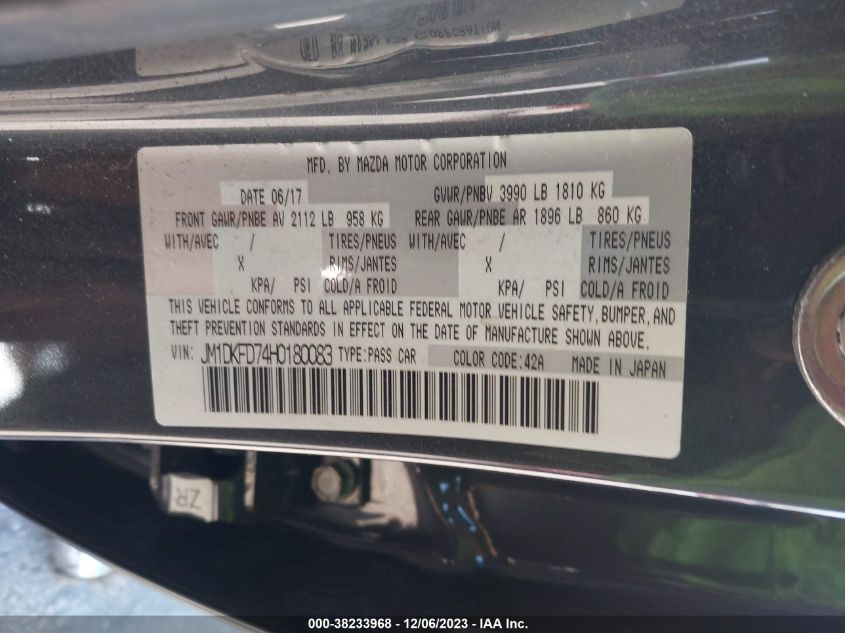 CORPORATION
MFD. BY MAZDA MOTOR CORPORATION
DATE 06/17 GVWR/PNBV 3990 LB 1810 KG
FRONT GAWR/PNBE AV 2112 LB 958 KG REAR GAWR/PNBE AR 1896 LB 860 KG
WITH/AVEC / TIRES/PNEUS WITH/AVEC / TIRES/PNEUS
X RIMS/JANTES X RIMS/JANTES
KPA/ PSI COLD/A FROID KPA/ PSI COLD/A FROID
THIS VEHICLE CONFORMS TO ALL APPLICABLE FEDERAL MOTOR VEHICLE SAFETY, BUMPER, AND
THEFT PREVENTION STANDARDS IN EFFECT ON THE DATE OF MANUFACTURE SHOWN ABOVE.
VIN: JM1DKFD74H0180083 TYPE:PASS CAR COLOR CODE:42A MADE IN JAPAN
ZR
000-38233968 - 12/06/2023 - IAA Inc.